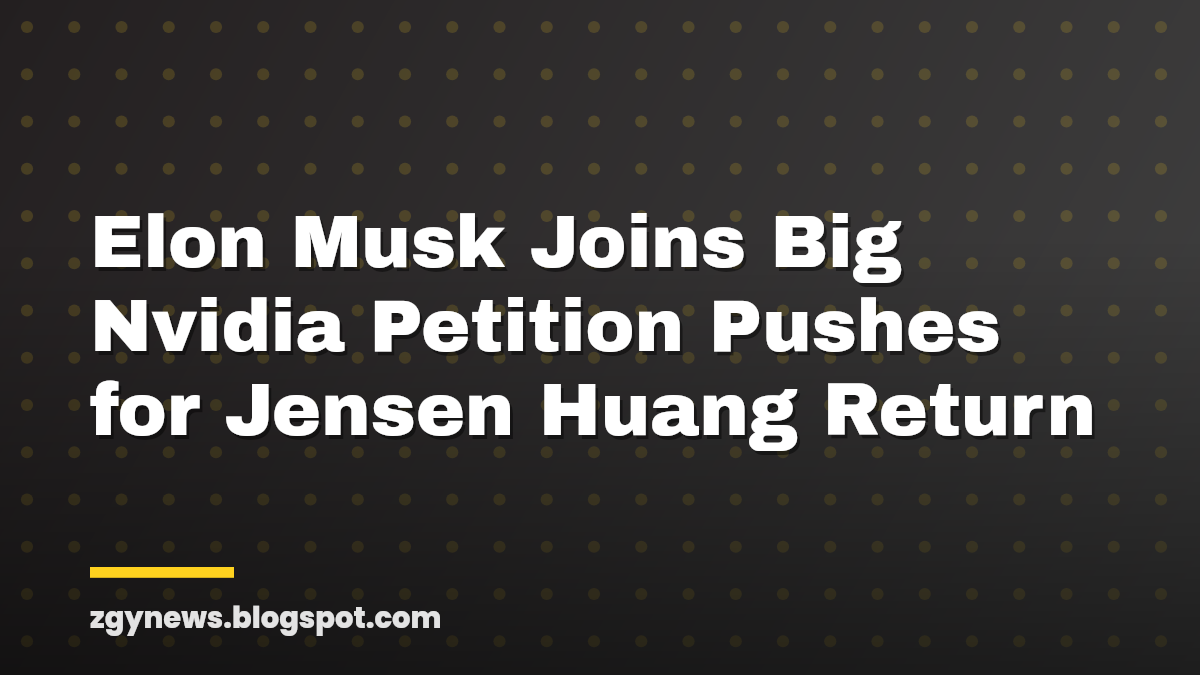 Elon Musk Joins Big
Nvidia Petition Pushes
for Jensen Huang Return
zgynews.blogspot.com